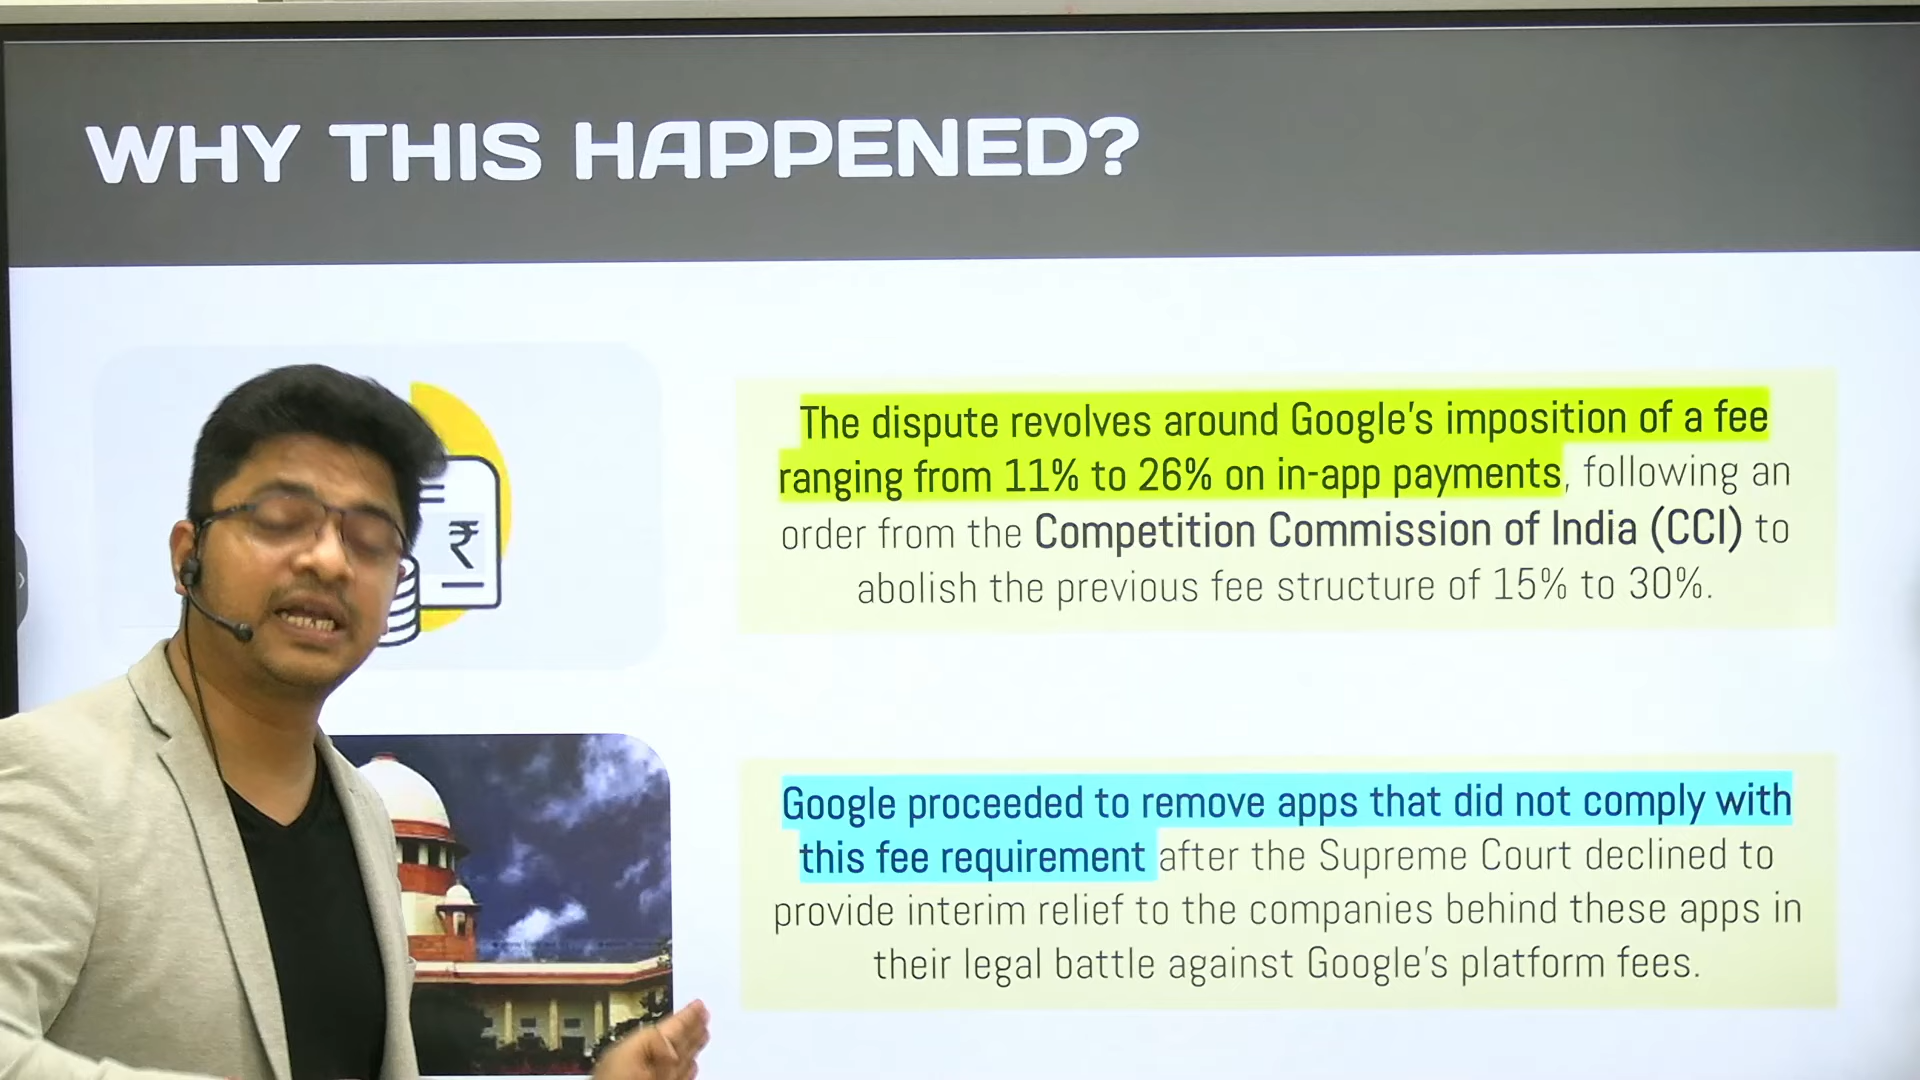 WHY THIS HAPPENED?
₹
The dispute revolves around Google's imposition of a fee
ranging from 11% to 26% on in-app payments, following an
order from the Competition Commission of India (CCI) to
abolish the previous fee structure of 15% to 30%.
Google proceeded to remove apps that did not comply with
this fee requirement after the Supreme Court declined to
provide interim relief to the companies behind these apps in
their legal battle against Google's platform fees.